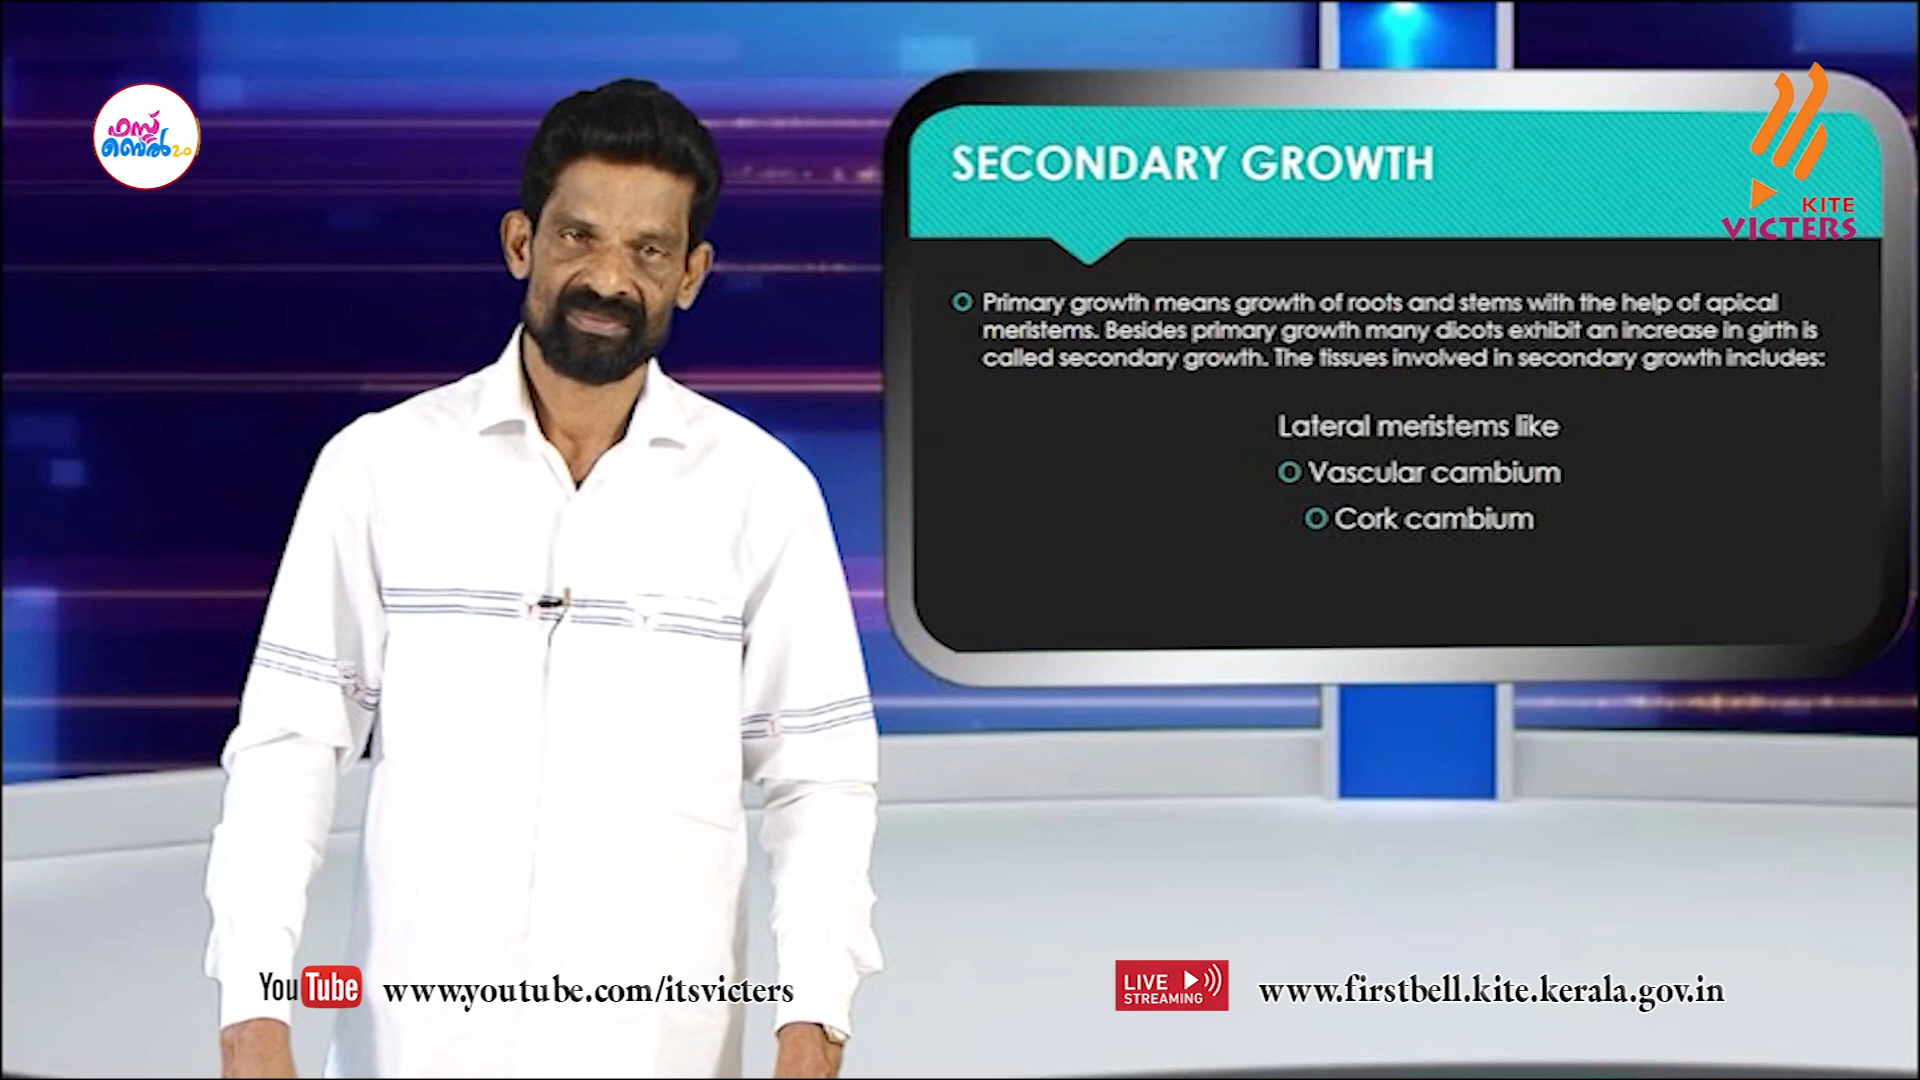 ഫസ്റ്റ്
ബെൽ 2.0
SECONDARY GROWTH
KITE
VICTERS
Primary growth means growth of roots and stems with the help of apical
meristems. Besides primary growth many dicots exhibit an increase in girth is
called secondary growth. The tissues involved in secondary growth includes:
Lateral meristems like
Vascular cambium
Cork cambium
YouTube www.youtube.com/itsvicters
LIVE
STREAMING
www.firstbell.kite.kerala.gov.in